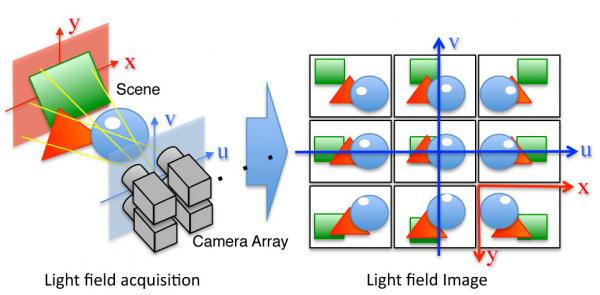 y
x
Scene
v
u
Camera Array
Light field acquisition
v
u
x
y
Light field Image